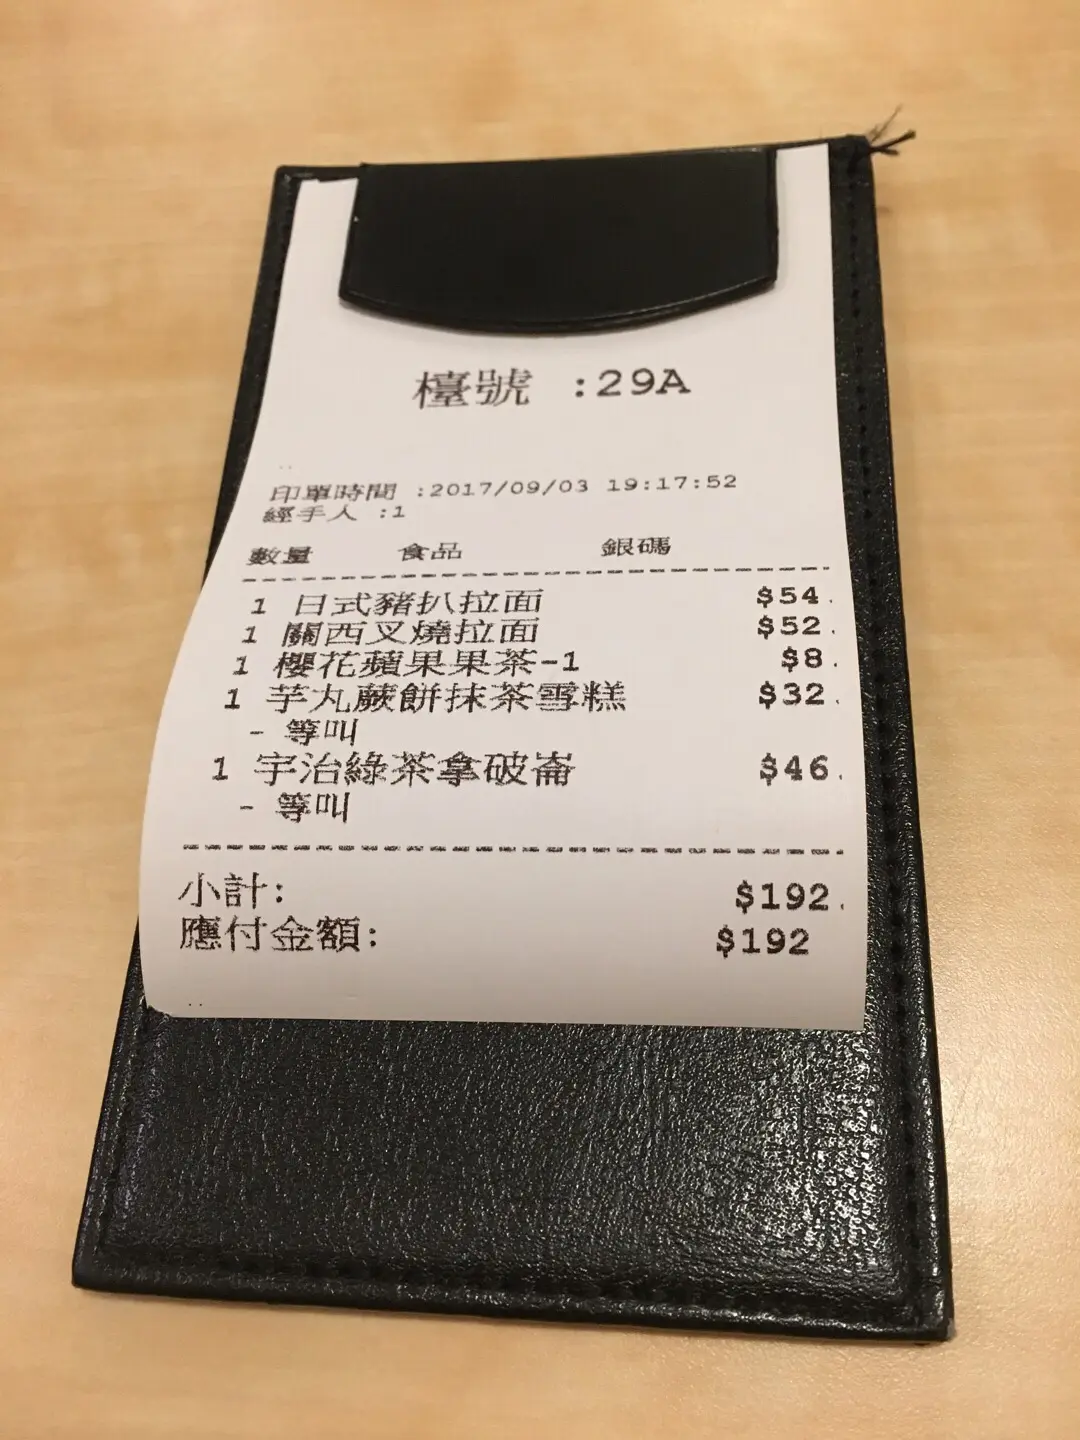 檯號 :29A
印單時間 :2017/09/03 19:17:52
經手人 :1
數量 食品 銀碼
1 日式豬扒拉面 $54.
1 關西叉燒拉面 $52.
1 櫻花蘋果果茶-1 $8.
1 芋丸蕨餅抹茶雪糕 $32.
- 等叫
1 宇治綠茶拿破崙 $46.
- 等叫
小計: $192.
應付金額: $192